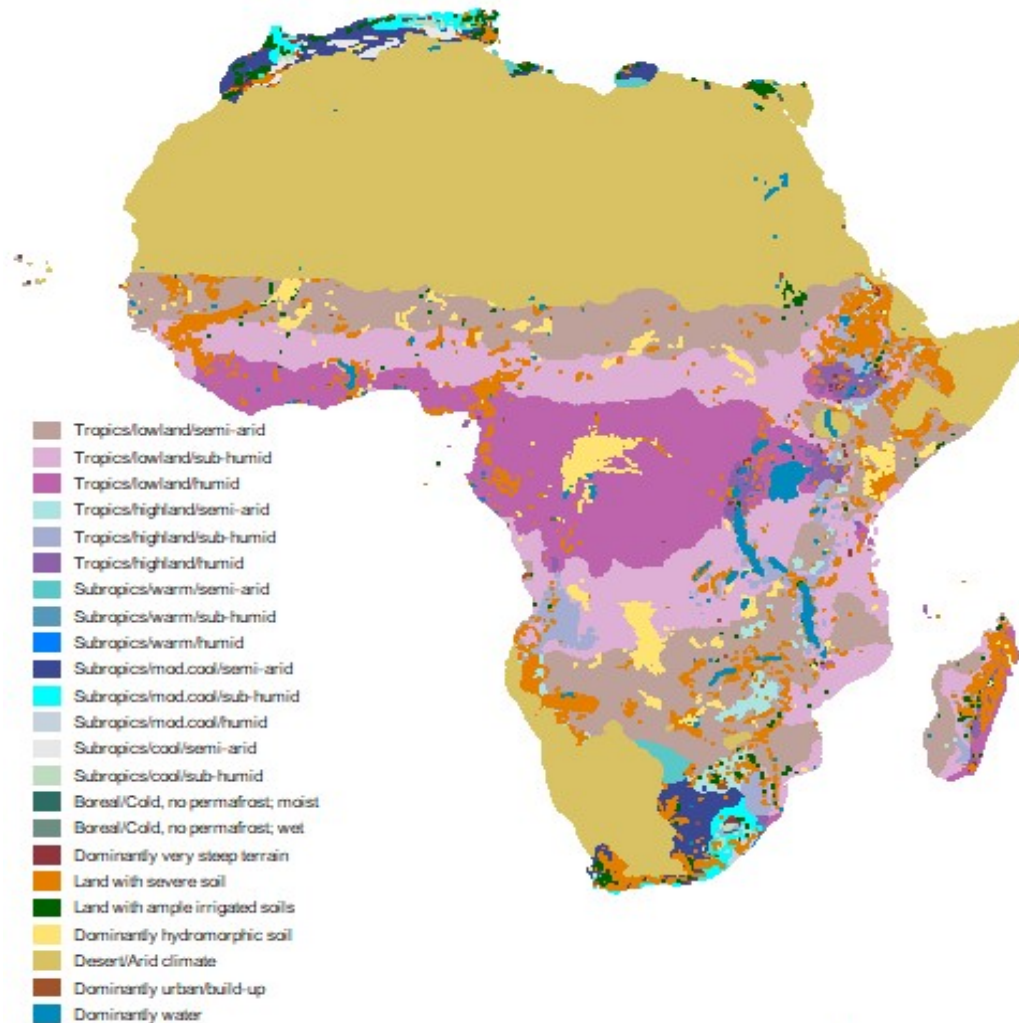 Tropics/lowland/semi-arid
Tropics/lowland/sub-humid
Tropics/lowland/humid
Tropics/highland/semi-arid
Tropics/highland/sub-humid
Tropics/highland/humid
Subropics/warm/semi-arid
Subropics/warm/sub-humid
Subropics/warm/humid
Subropics/mod.cool/semi-arid
Subropics/mod.cool/sub-humid
Subropics/mod.cool/humid
Subropics/cool/semi-arid
Subropics/cool/sub-humid
Boreal/Cold, no permafrost; moist
Boreal/Cold, no permafrost; wet
Dominantly very steep terrain
Land with severe soil
Land with ample irrigated soils
Dominantly hydromorphic soil
Desert/Arid climate
Dominantly urban/build-up
Dominantly water